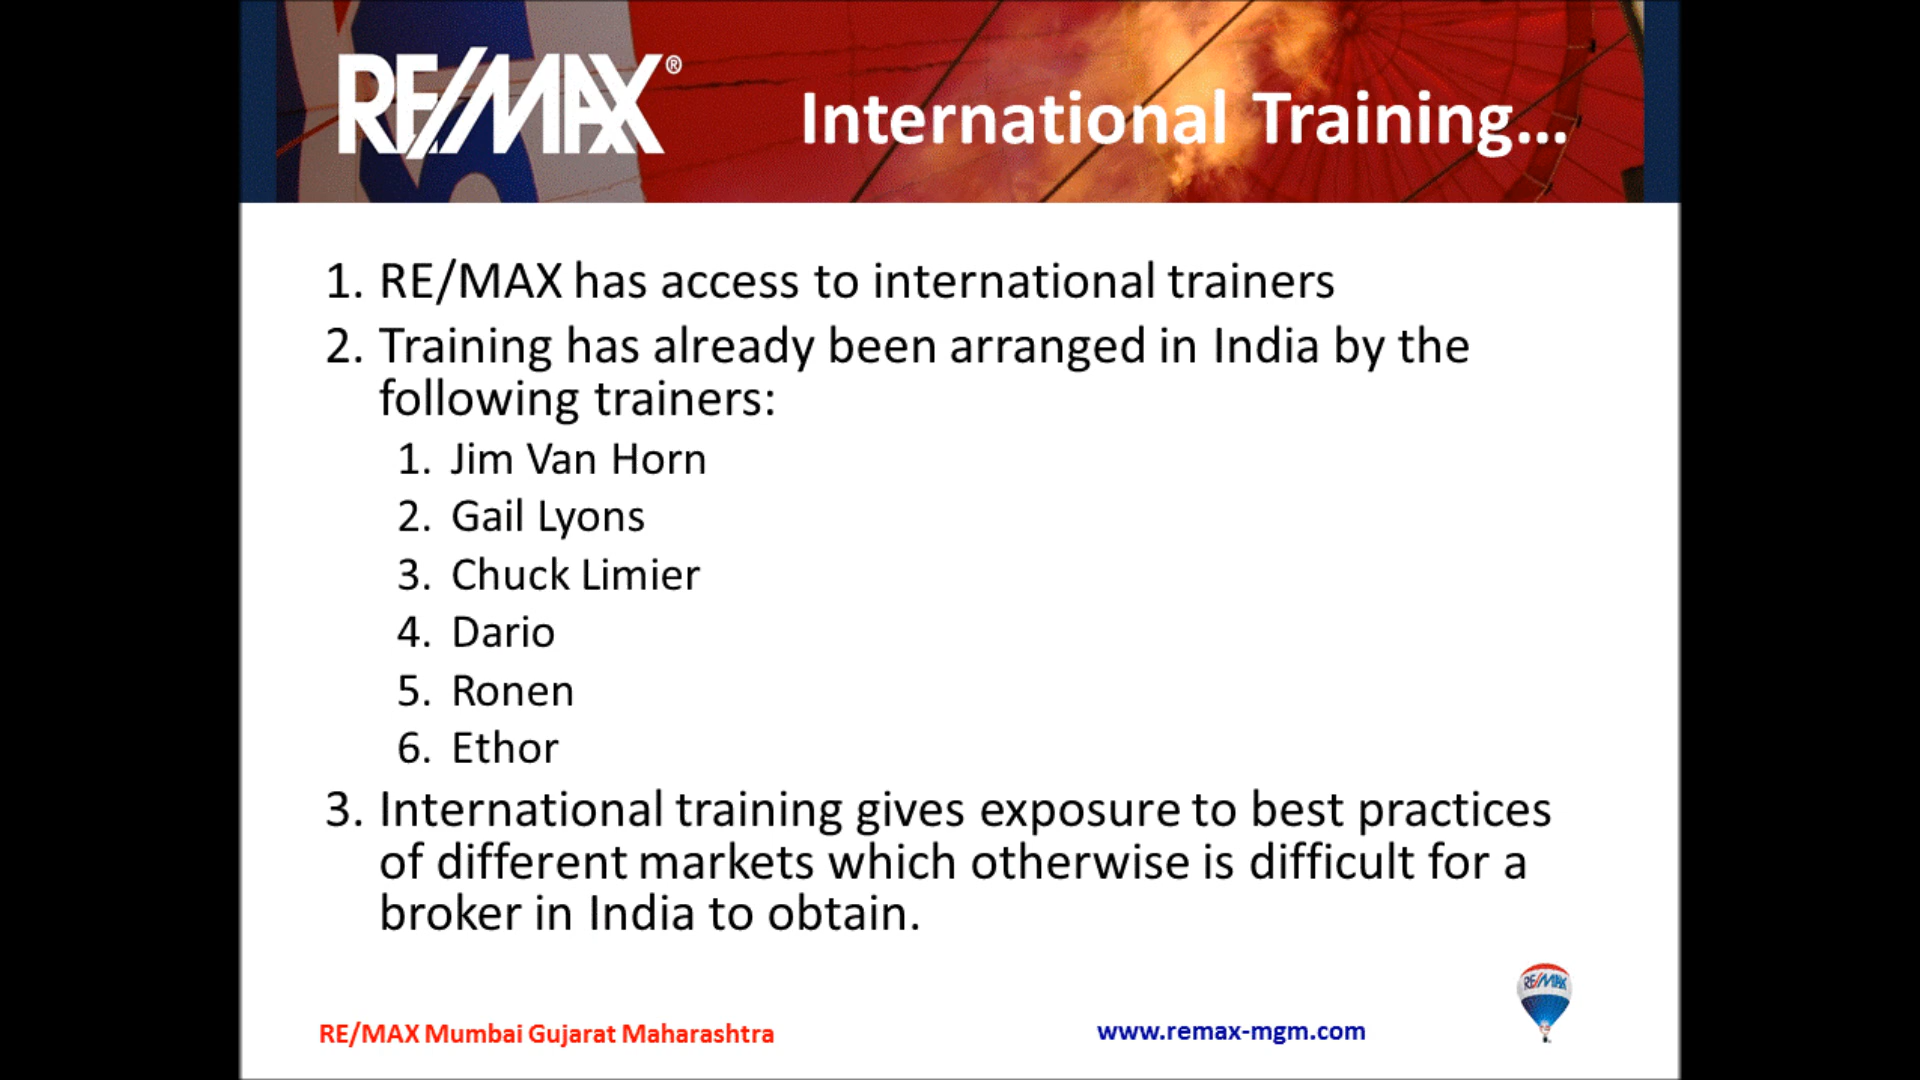 RE/MAX®
International Training...
1. RE/MAX has access to international trainers
2. Training has already been arranged in India by the
following trainers:
1. Jim Van Horn
2. Gail Lyons
3. Chuck Limier
4. Dario
5. Ronen
6. Ethor
3. International training gives exposure to best practices
of different markets which otherwise is difficult for a
broker in India to obtain.
RE/MAX
RE/MAX Mumbai Gujarat Maharashtra
www.remax-mgm.com